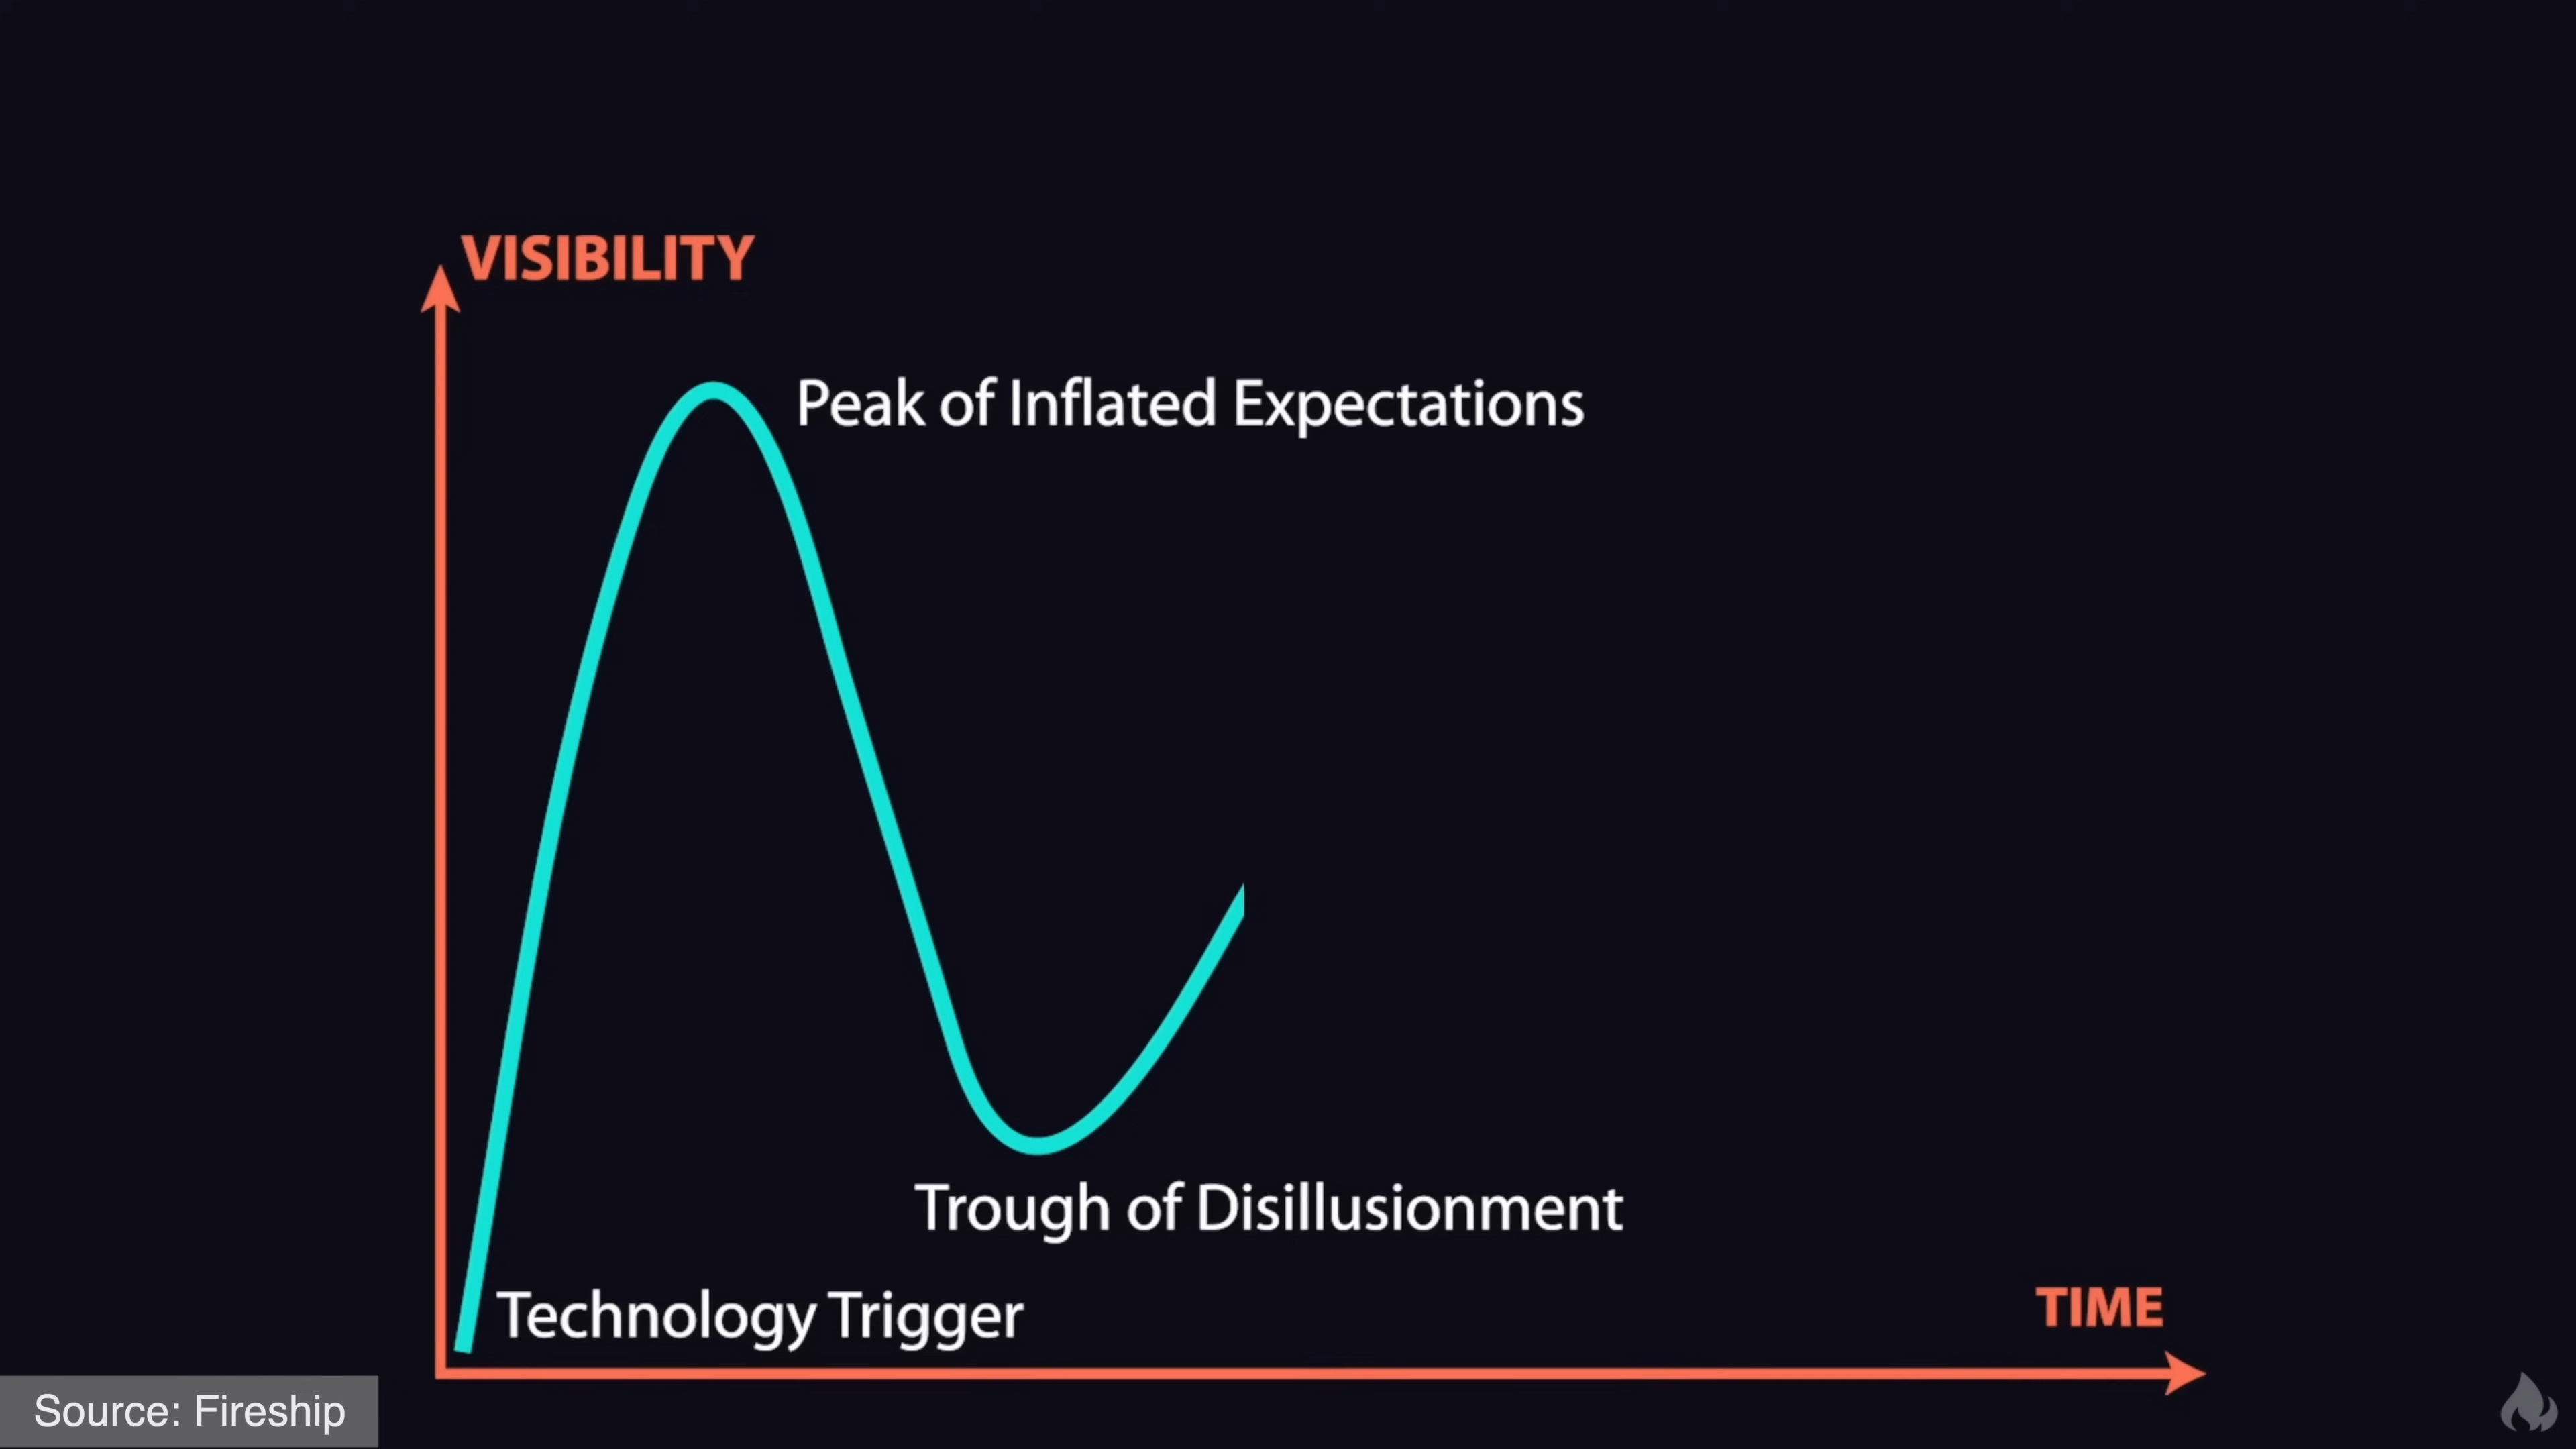 VISIBILITY
Peak of Inflated Expectations
Trough of Disillusionment
Technology Trigger
TIME
Source: Fireship